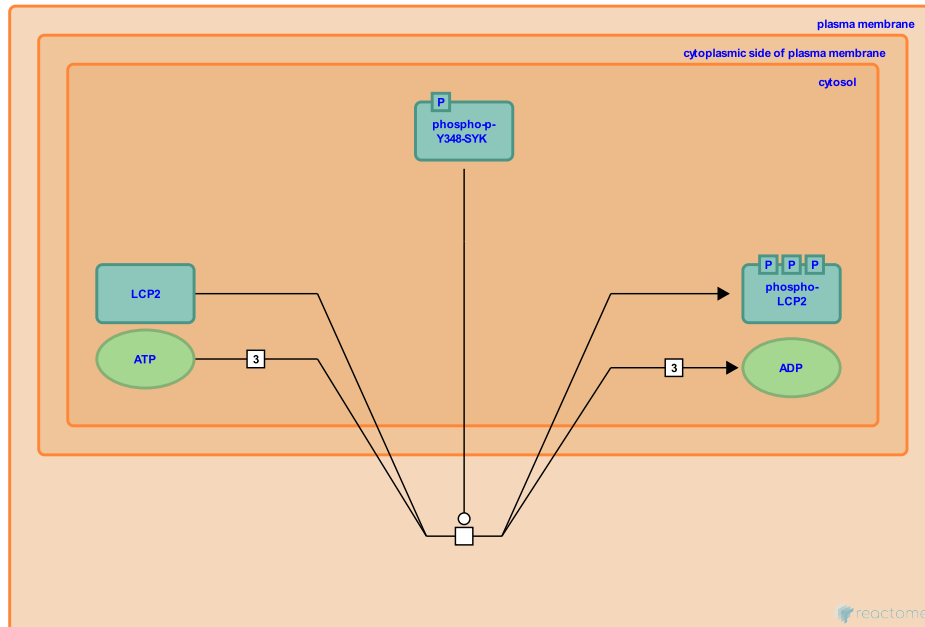 plasma membrane
cytoplasmic side of plasma membrane
cytosol
P
phospho-p-
Y348-SYK
LCP2
P P P
phospho-
LCP2
ATP
3
3
ADP
reactome